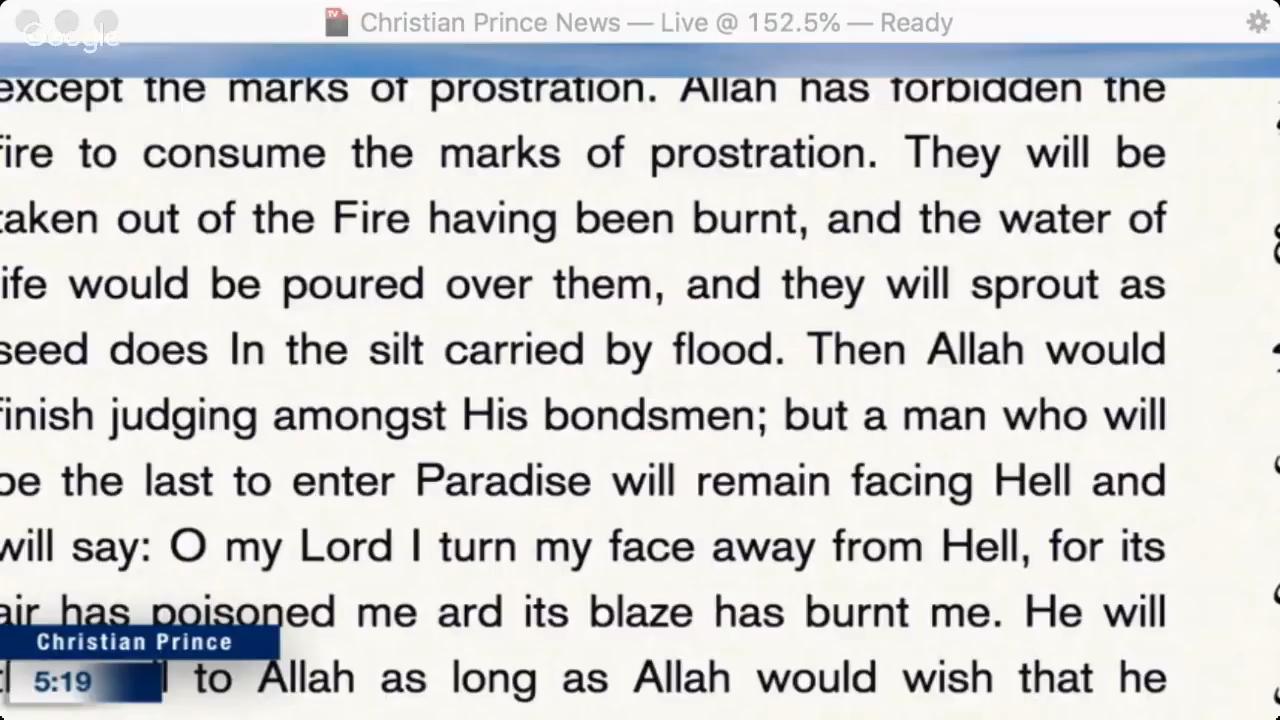 Christian Prince News — Live @ 152.5% — Ready
Google
except the marks of prostration. Allah has forbidden the
fire to consume the marks of prostration. They will be
taken out of the Fire having been burnt, and the water of
life would be poured over them, and they will sprout as
seed does In the silt carried by flood. Then Allah would
finish judging amongst His bondsmen; but a man who will
be the last to enter Paradise will remain facing Hell and
will say: O my Lord I turn my face away from Hell, for its
air has poisoned me ard its blaze has burnt me. He will
to Allah as long as Allah would wish that he
Christian Prince
5:19